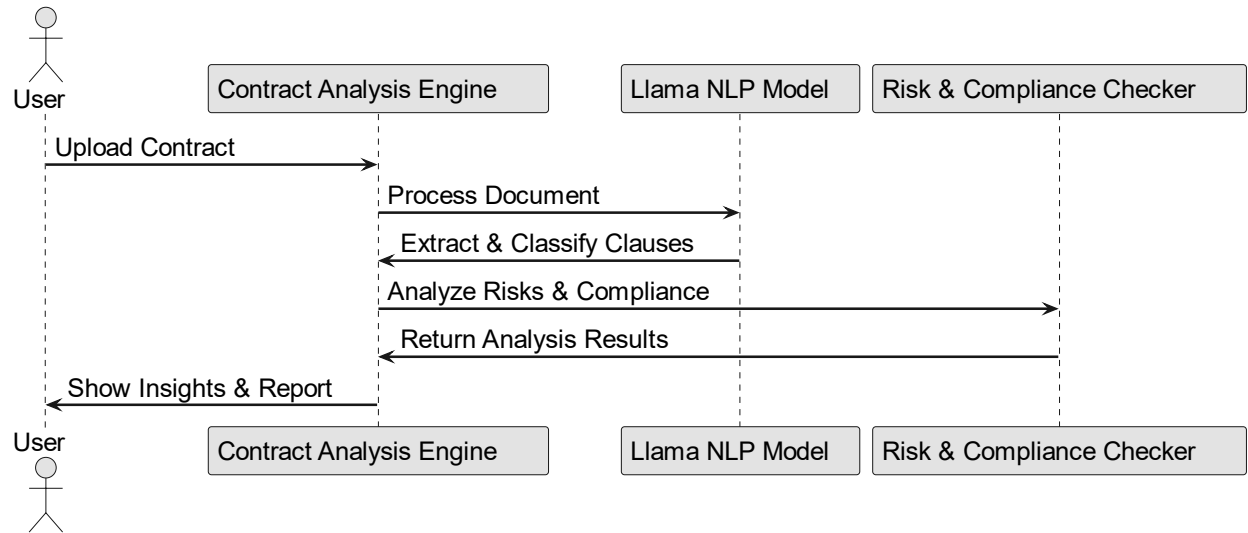 User
Contract Analysis Engine
Llama NLP Model
Risk & Compliance Checker
Upload Contract
Process Document
Extract & Classify Clauses
Analyze Risks & Compliance
Return Analysis Results
Show Insights & Report
User
Contract Analysis Engine
Llama NLP Model
Risk & Compliance Checker